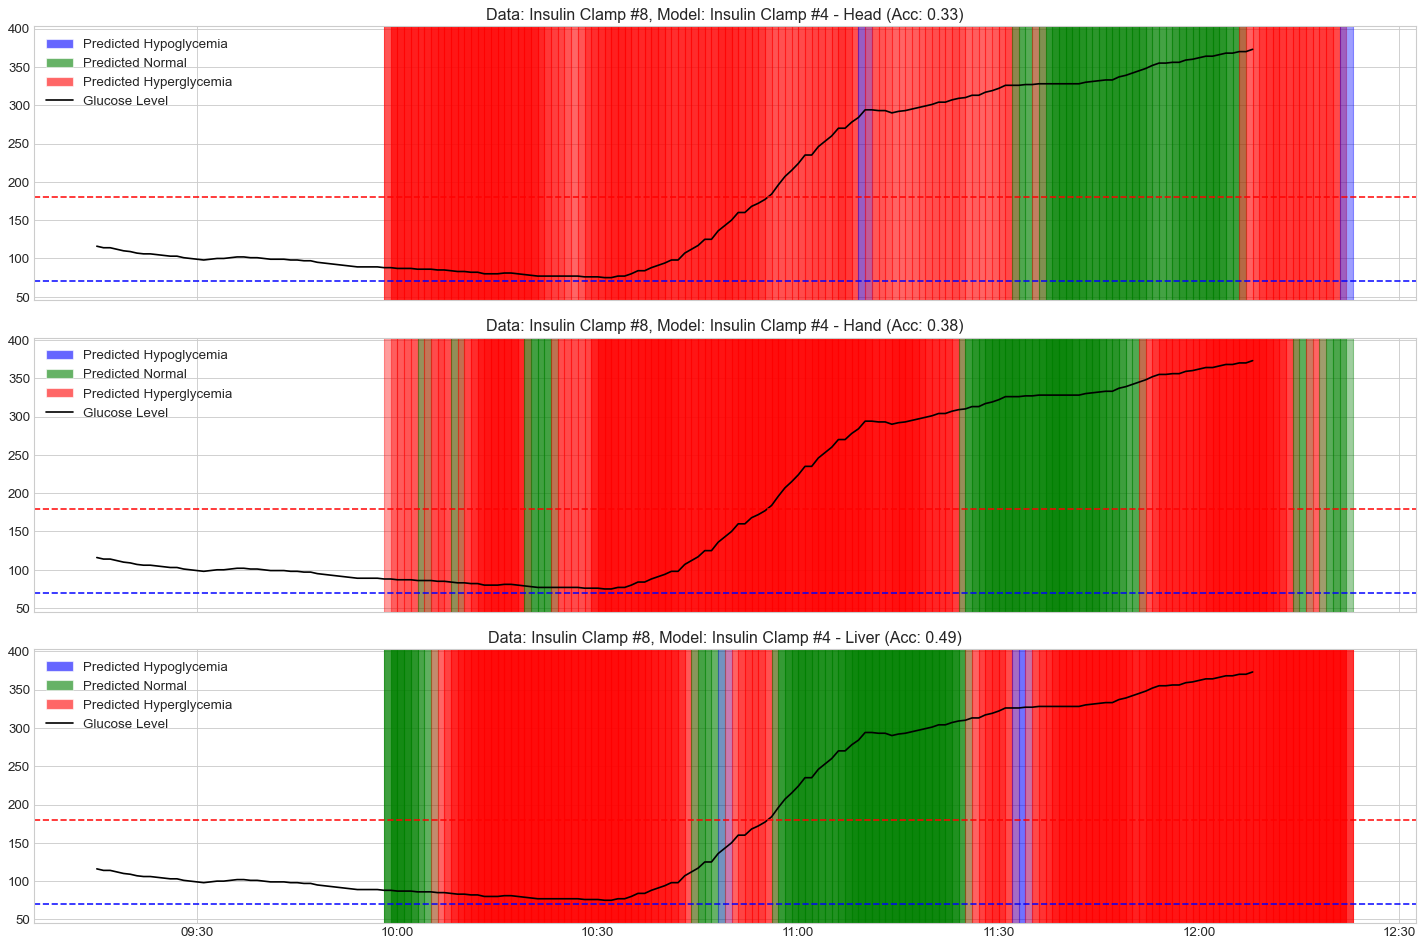 Data: Insulin Clamp #8, Model: Insulin Clamp #4 - Head (Acc: 0.33)
400
350
300
250
200
150
100
50
Predicted Hypoglycemia
Predicted Normal
Predicted Hyperglycemia
Glucose Level
Data: Insulin Clamp #8, Model: Insulin Clamp #4 - Hand (Acc: 0.38)
400
350
300
250
200
150
100
50
Predicted Hypoglycemia
Predicted Normal
Predicted Hyperglycemia
Glucose Level
Data: Insulin Clamp #8, Model: Insulin Clamp #4 - Liver (Acc: 0.49)
400
350
300
250
200
150
100
50
Predicted Hypoglycemia
Predicted Normal
Predicted Hyperglycemia
Glucose Level
09:30 10:00 10:30 11:00 11:30 12:00 12:30